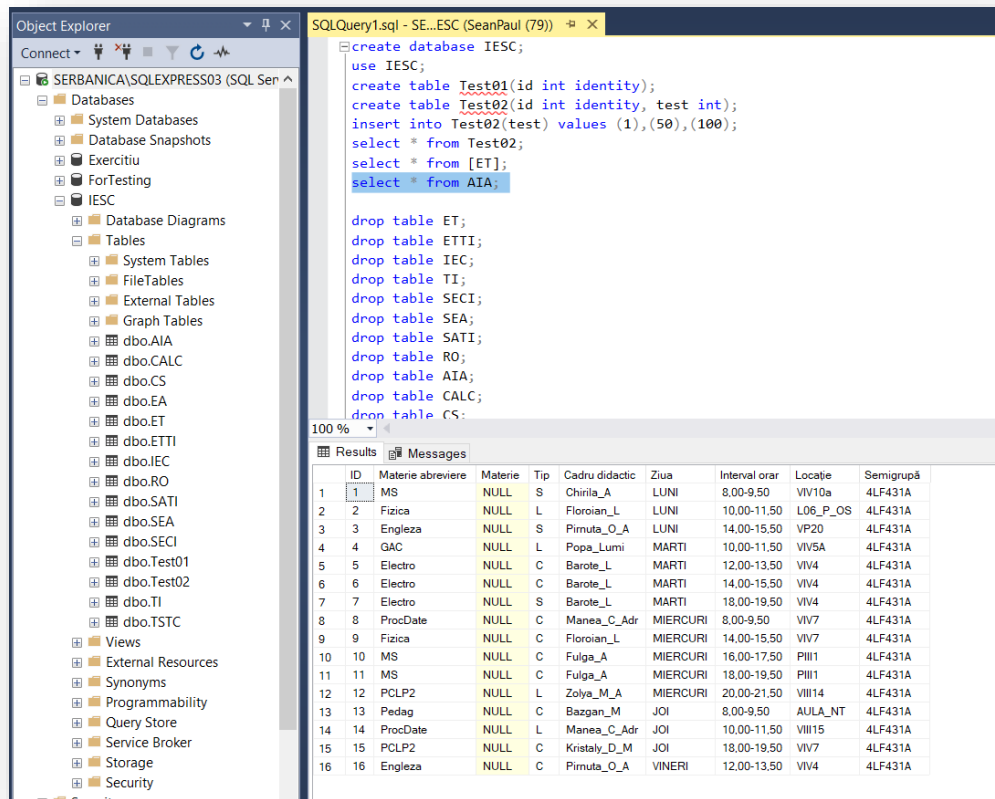 Object Explorer
Connect
SERBANICA\SQLEXPRESS03 (SQL Ser
Databases
System Databases
Database Snapshots
Exercitiu
ForTesting
IESC
Database Diagrams
Tables
System Tables
FileTables
External Tables
Graph Tables
dbo.AIA
dbo.CALC
dbo.CS
dbo.EA
dbo.ET
dbo.ETTI
dbo.IEC
dbo.RO
dbo.SATI
dbo.SEA
dbo.SECI
dbo.Test01
dbo.Test02
dbo.TI
dbo.TSTC
Views
External Resources
Synonyms
Programmability
Query Store
Service Broker
Storage
Security
SQLQuery1.sql - SE...ESC (SeanPaul (79))
create database IESC;
use IESC;
create table Test01(id int identity);
create table Test02(id int identity, test int);
insert into Test02(test) values (1),(50),(100);
select * from Test02;
select * from [ET];
select * from AIA;
drop table ET;
drop table ETTI;
drop table IEC;
drop table TI;
drop table SECI;
drop table SEA;
drop table SATI;
drop table RO;
drop table AIA;
drop table CALC;
drop table CS;
100 %
Results Messages
ID Materie abreviere Materie Tip Cadru didactic Ziua Interval orar Locație Semigrupă
1 1 MS NULL S Chirila_A LUNI 8,00-9,50 VIV10a 4LF431A
2 2 Fizica NULL L Floroian_L LUNI 10,00-11,50 L06_P_OS 4LF431A
3 3 Engleza NULL S Pirnuta_O_A LUNI 14,00-15,50 VP20 4LF431A
4 4 GAC NULL L Popa_Lumi MARTI 10,00-11,50 VIV5A 4LF431A
5 5 Electro NULL C Barote_L MARTI 12,00-13,50 VIV4 4LF431A
6 6 Electro NULL C Barote_L MARTI 14,00-15,50 VIV4 4LF431A
7 7 Electro NULL S Barote_L MARTI 18,00-19,50 VIV4 4LF431A
8 8 ProcDate NULL C Manea_C_Adr MIERCURI 8,00-9,50 VIV7 4LF431A
9 9 Fizica NULL C Floroian_L MIERCURI 14,00-15,50 VIV7 4LF431A
10 10 MS NULL C Fulga_A MIERCURI 16,00-17,50 PIII1 4LF431A
11 11 MS NULL C Fulga_A MIERCURI 18,00-19,50 PIII1 4LF431A
12 12 PCLP2 NULL L Zolya_M_A MIERCURI 20,00-21,50 VIII14 4LF431A
13 13 Pedag NULL C Bazgan_M JOI 8,00-9,50 AULA_NT 4LF431A
14 14 ProcDate NULL L Manea_C_Adr JOI 10,00-11,50 VIII15 4LF431A
15 15 PCLP2 NULL C Kristaly_D_M JOI 18,00-19,50 VIV7 4LF431A
16 16 Engleza NULL C Pirnuta_O_A VINERI 12,00-13,50 VIV4 4LF431A